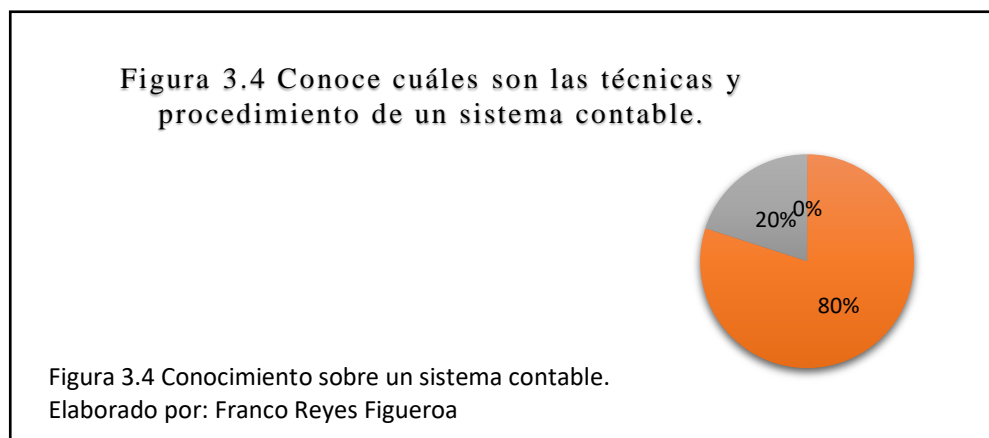 Figura 3.4 Conoce cuáles son las técnicas y
procedimiento de un sistema contable.
20%
0%
80%
Figura 3.4 Conocimiento sobre un sistema contable.
Elaborado por: Franco Reyes Figueroa